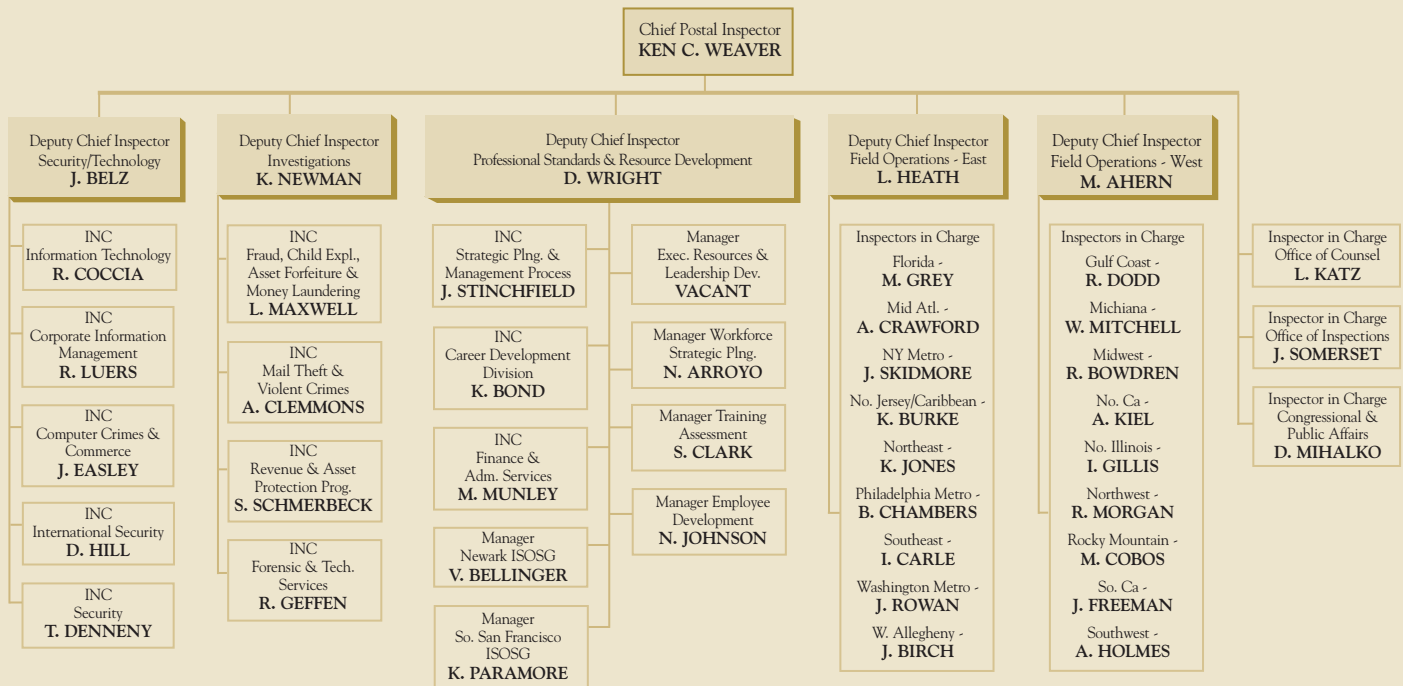 Chief Postal Inspector
KEN C. WEAVER
Deputy Chief Inspector
Security/Technology
J. BELZ
INC
Information Technology
R. COCCIA
INC
Corporate Information
Management
R. LUERS
INC
Computer Crimes &
Commerce
J. EASLEY
INC
International Security
D. HILL
INC
Security
T. DENNENY
Deputy Chief Inspector
Investigations
K. NEWMAN
INC
Fraud, Child Expl.,
Asset Forfeiture &
Money Laundering
L. MAXWELL
INC
Mail Theft &
Violent Crimes
A. CLEMMONS
INC
Revenue & Asset
Protection Prog.
S. SCHMERBECK
INC
Forensic & Tech.
Services
R. GEFFEN
Deputy Chief Inspector
Professional Standards & Resource Development
D. WRIGHT
INC
Strategic Plng. &
Management Process
J. STINCHFIELD
INC
Career Development
Division
K. BOND
INC
Finance &
Adm. Services
M. MUNLEY
Manager
Newark ISOSG
V. BELLINGER
Manager
So. San Francisco
ISOSG
K. PARAMORE
Manager
Exec. Resources &
Leadership Dev.
VACANT
Manager Workforce
Strategic Plng.
N. ARROYO
Manager Training
Assessment
S. CLARK
Manager Employee
Development
N. JOHNSON
Deputy Chief Inspector
Field Operations - East
L. HEATH
Inspectors in Charge
Florida -
M. GREY
Mid Atl. -
A. CRAWFORD
NY Metro -
J. SKIDMORE
No. Jersey/Caribbean -
K. BURKE
Northeast -
K. JONES
Philadelphia Metro -
B. CHAMBERS
Southeast -
I. CARLE
Washington Metro -
J. ROWAN
W. Allegheny -
J. BIRCH
Deputy Chief Inspector
Field Operations - West
M. AHERN
Inspectors in Charge
Gulf Coast -
R. DODD
Michiana -
W. MITCHELL
Midwest -
R. BOWDREN
No. Ca -
A. KIEL
No. Illinois -
I. GILLIS
Northwest -
R. MORGAN
Rocky Mountain -
M. COBOS
So. Ca -
J. FREEMAN
Southwest -
A. HOLMES
Inspector in Charge
Office of Counsel
L. KATZ
Inspector in Charge
Office of Inspections
J. SOMERSET
Inspector in Charge
Congressional &
Public Affairs
D. MIHALKO